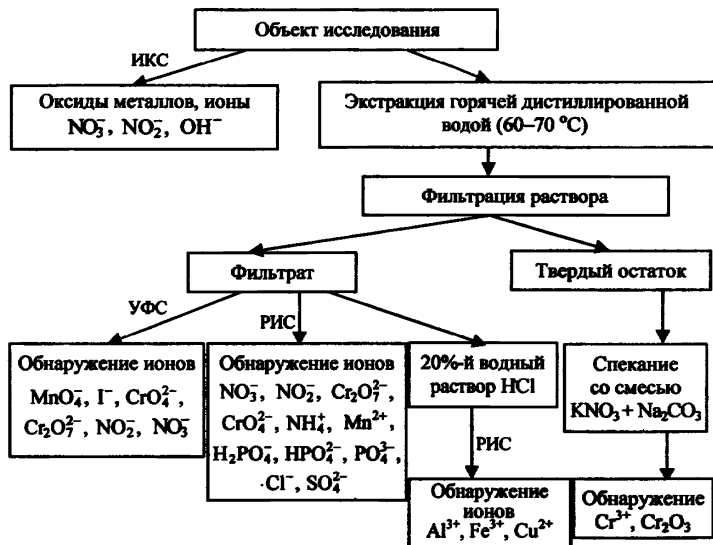 Объект исследования
ИКС
Оксиды металлов, ионы
NO₃⁻, NO₂⁻, OH⁻
Экстракция горячей дистиллированной
водой (60–70 °C)
Фильтрация раствора
Фильтрат
Твердый остаток
УФС
РИС
Обнаружение ионов
MnO₄⁻, I⁻, CrO₄²⁻,
Cr₂O₇²⁻, NO₂⁻, NO₃⁻
Обнаружение ионов
NO₃⁻, NO₂⁻, Cr₂O₇²⁻,
CrO₄²⁻, NH₄⁺, Mn²⁺,
H₂PO₄⁻, HPO₄²⁻, PO₄³⁻,
Cl⁻, SO₄²⁻
20%-й водный
раствор HCl
РИС
Обнаружение
ионов
Al³⁺, Fe³⁺, Cu²⁺
Спекание
со смесью
KNO₃ + Na₂CO₃
Обнаружение
Cr³⁺, Cr₂O₃